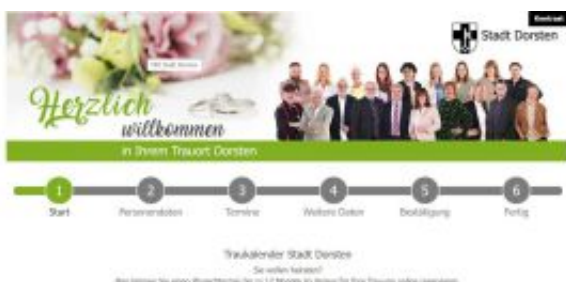 Kontrast
Stadt Dorsten
Herzlich
willkommen
in Ihrem Trauort Dorsten
1 2 3 4 5 6
Start Personendaten Termine Weitere Daten Bestätigung Fertig
Traukalender Stadt Dorsten
Sie wollen heiraten?